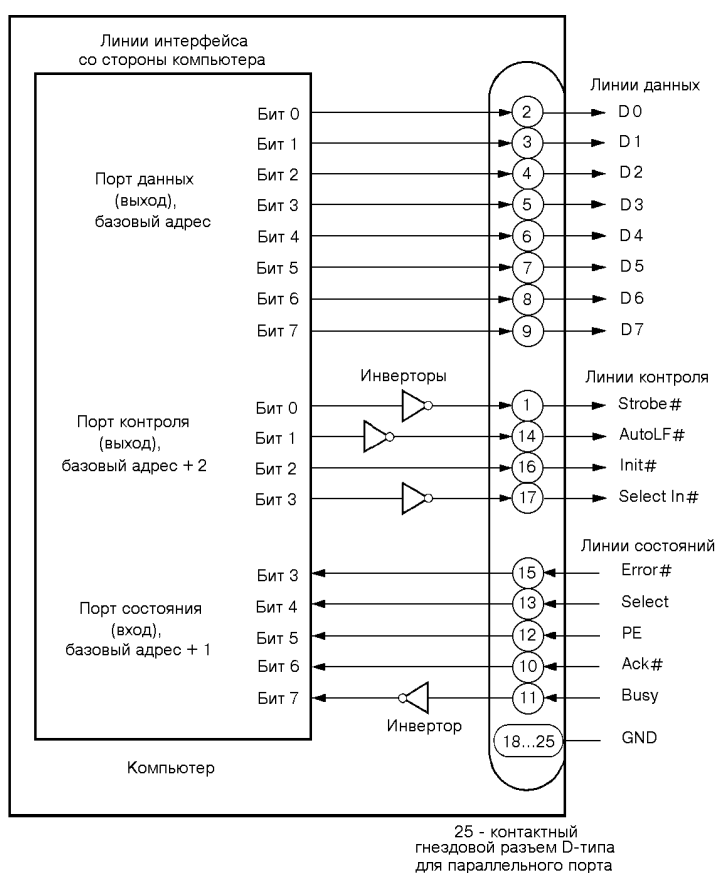 Линии интерфейса
со стороны компьютера
Линии данных
Порт данных
(выход),
базовый адрес
Бит 0 2 D0
Бит 1 3 D1
Бит 2 4 D2
Бит 3 5 D3
Бит 4 6 D4
Бит 5 7 D5
Бит 6 8 D6
Бит 7 9 D7
Инверторы
Линии контроля
Порт контроля
(выход),
базовый адрес + 2
Бит 0 1 Strobe#
Бит 1 14 AutoLF#
Бит 2 16 Init#
Бит 3 17 Select In#
Линии состояний
Порт состояния
(вход),
базовый адрес + 1
Бит 3 15 Error#
Бит 4 13 Select
Бит 5 12 PE
Бит 6 10 Ack#
Бит 7 11 Busy
Инвертор
18...25 GND
Компьютер
25 - контактный
гнездовой разъем D-типа
для параллельного порта